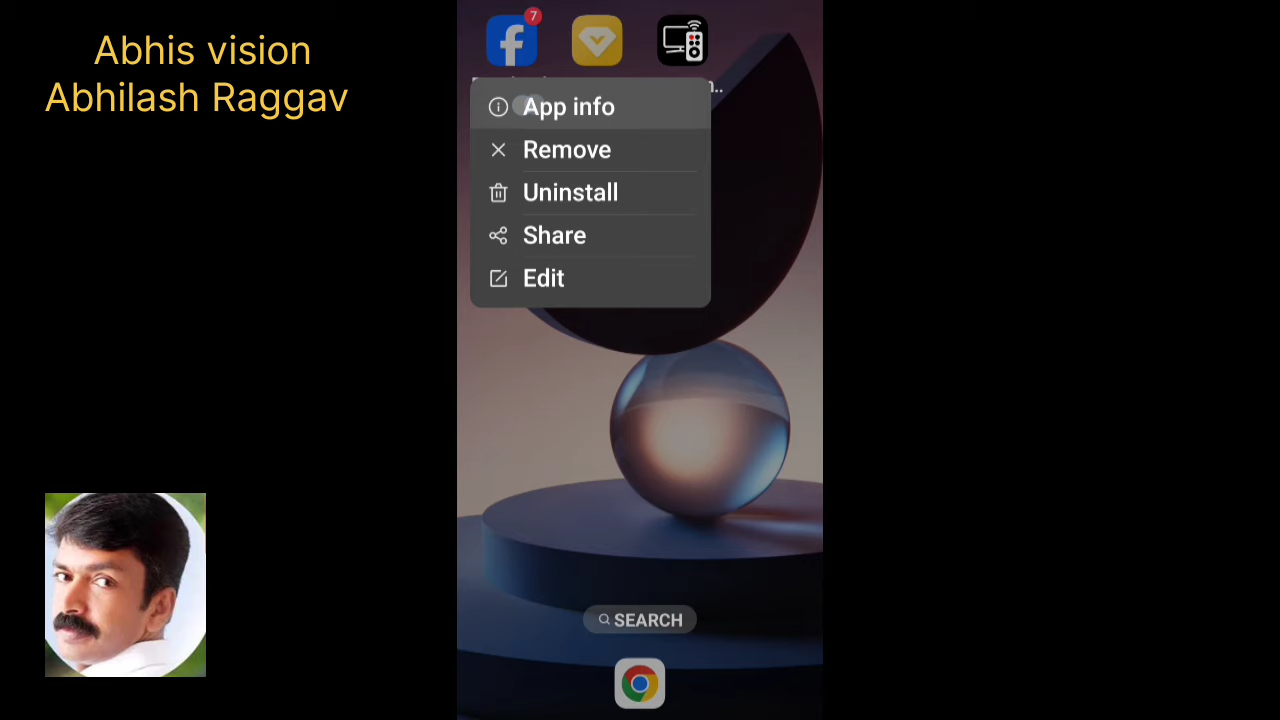 Abhis vision
Abhilash Raggav
7
App info
Remove
Uninstall
Share
Edit
SEARCH